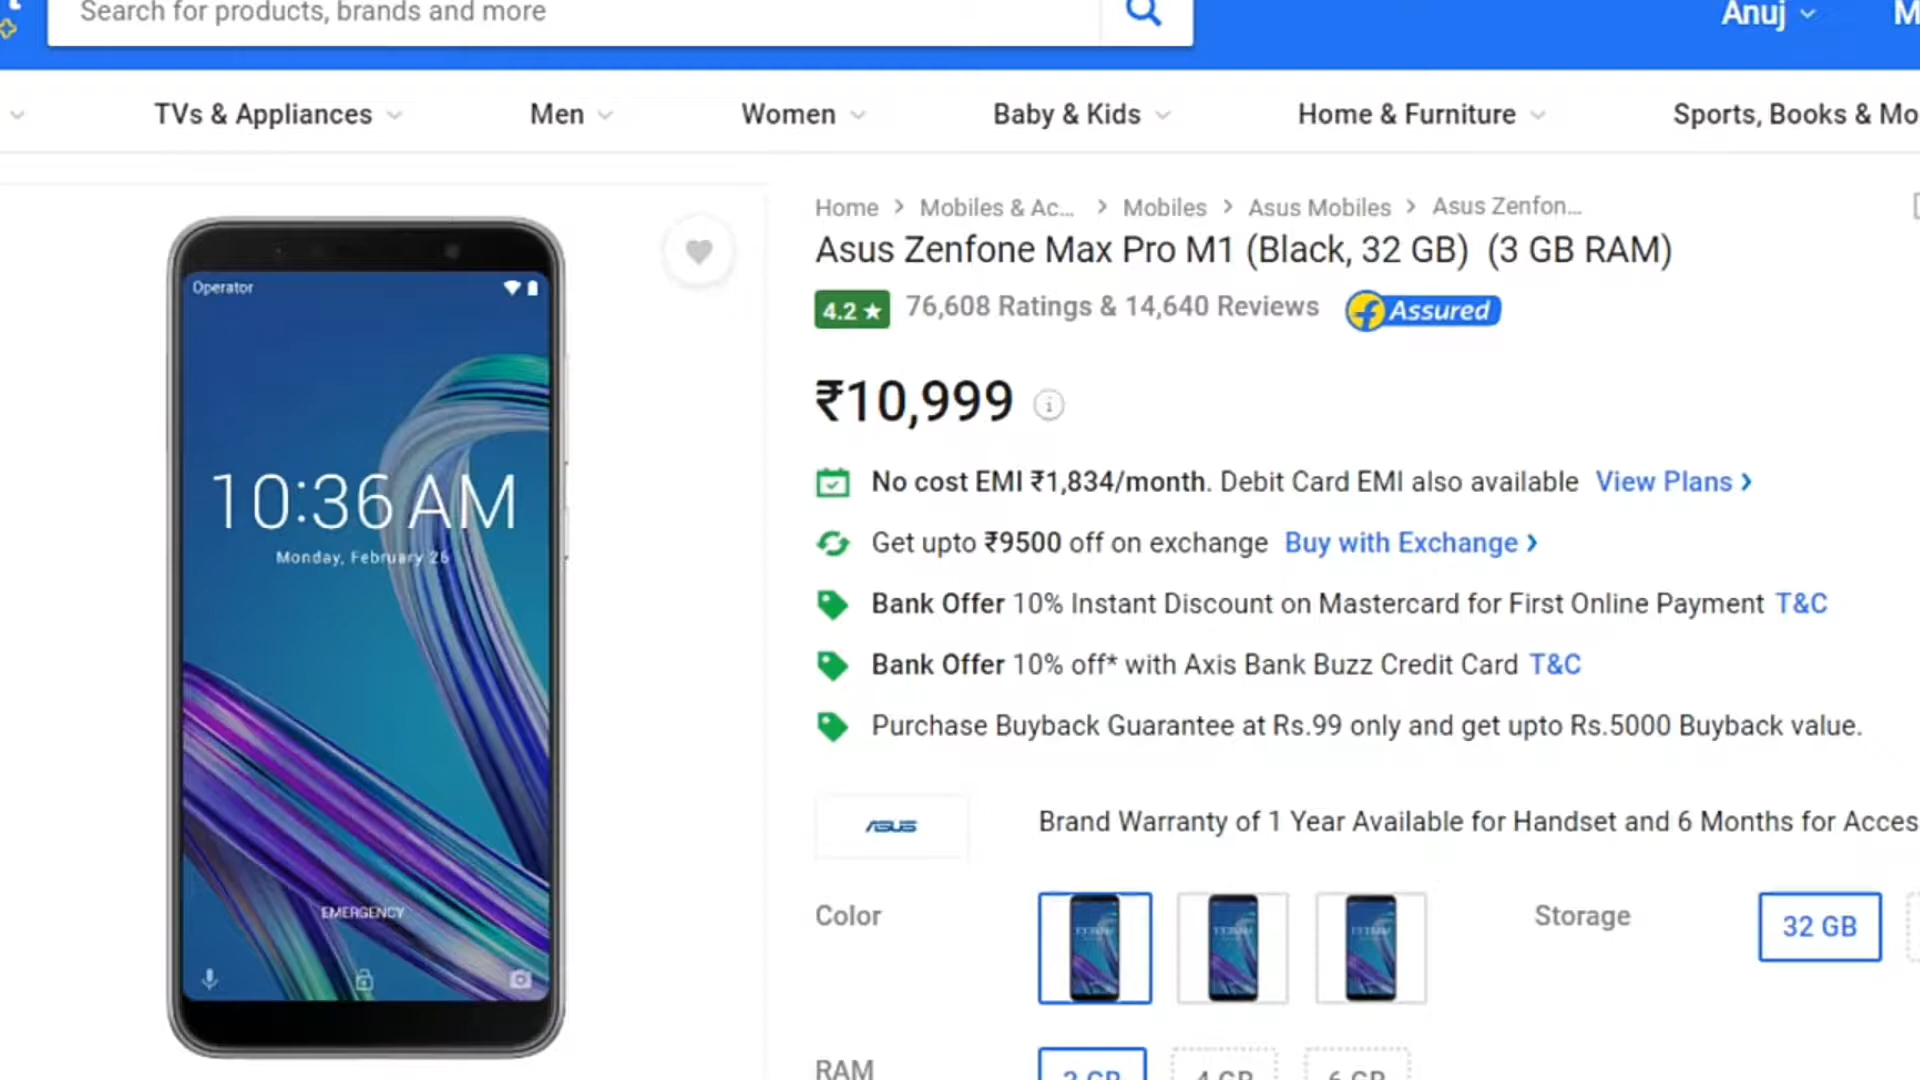 Search for products, brands and more
Anuj
TVs & Appliances
Men
Women
Baby & Kids
Home & Furniture
Sports, Books & Mo
Home > Mobiles & Ac... > Mobiles > Asus Mobiles > Asus Zenfon...
Asus Zenfone Max Pro M1 (Black, 32 GB) (3 GB RAM)
4.2 ★ 76,608 Ratings & 14,640 Reviews f Assured
₹10,999
No cost EMI ₹1,834/month. Debit Card EMI also available View Plans >
Get upto ₹9500 off on exchange Buy with Exchange >
Bank Offer 10% Instant Discount on Mastercard for First Online Payment T&C
Bank Offer 10% off* with Axis Bank Buzz Credit Card T&C
Purchase Buyback Guarantee at Rs.99 only and get upto Rs.5000 Buyback value.
ASUS
Brand Warranty of 1 Year Available for Handset and 6 Months for Acces
Color
Storage
32 GB
RAM
3 GB
4 GB
6 GB
Operator
10:36 AM
Monday, February 26
EMERGENCY